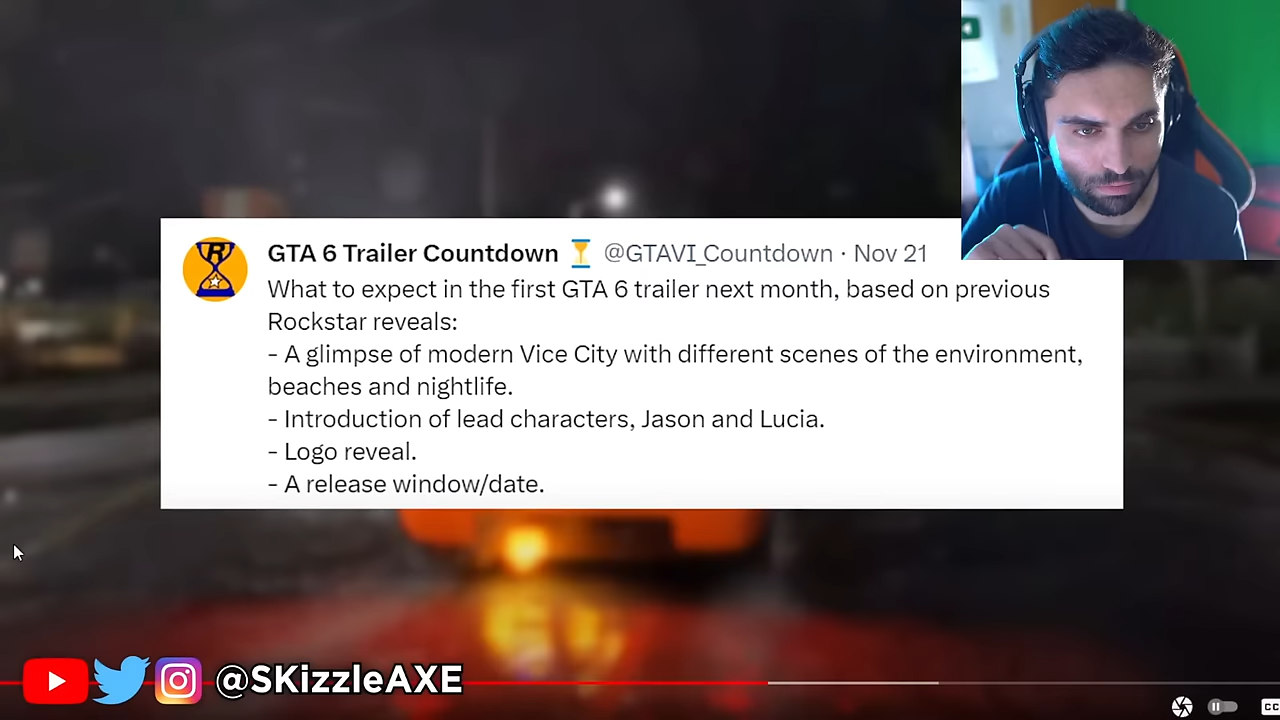 GTA 6 Trailer Countdown ⏳ @GTAVI_Countdown · Nov 21
What to expect in the first GTA 6 trailer next month, based on previous
Rockstar reveals:
- A glimpse of modern Vice City with different scenes of the environment,
beaches and nightlife.
- Introduction of lead characters, Jason and Lucia.
- Logo reveal.
- A release window/date.
@SKizzleAXE
CC